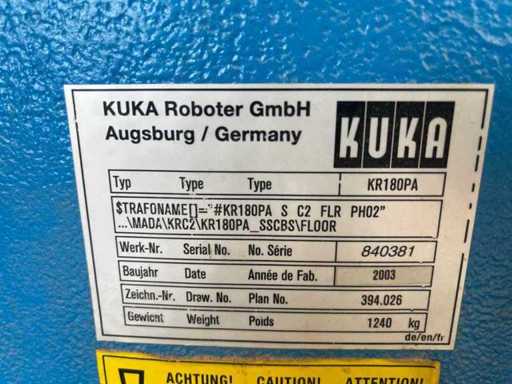 KUKA Roboter GmbH
Augsburg / Germany
KUKA
Typ Type Type KR180PA
$TRAFONAME[]="#KR180PA S C2 FLR PH02"
...\MADA\KRC2\KR180PA_SSCBS\FLOOR
Werk-Nr. Serial No. No. Série 840381
Baujahr Date Année de Fab. 2003
Zeichn.-Nr. Draw. No. Plan No. 394.026
Gewicht Weight Poids 1240 kg
de/en/fr
ACHTUNG! CAUTION! ATTENTION!